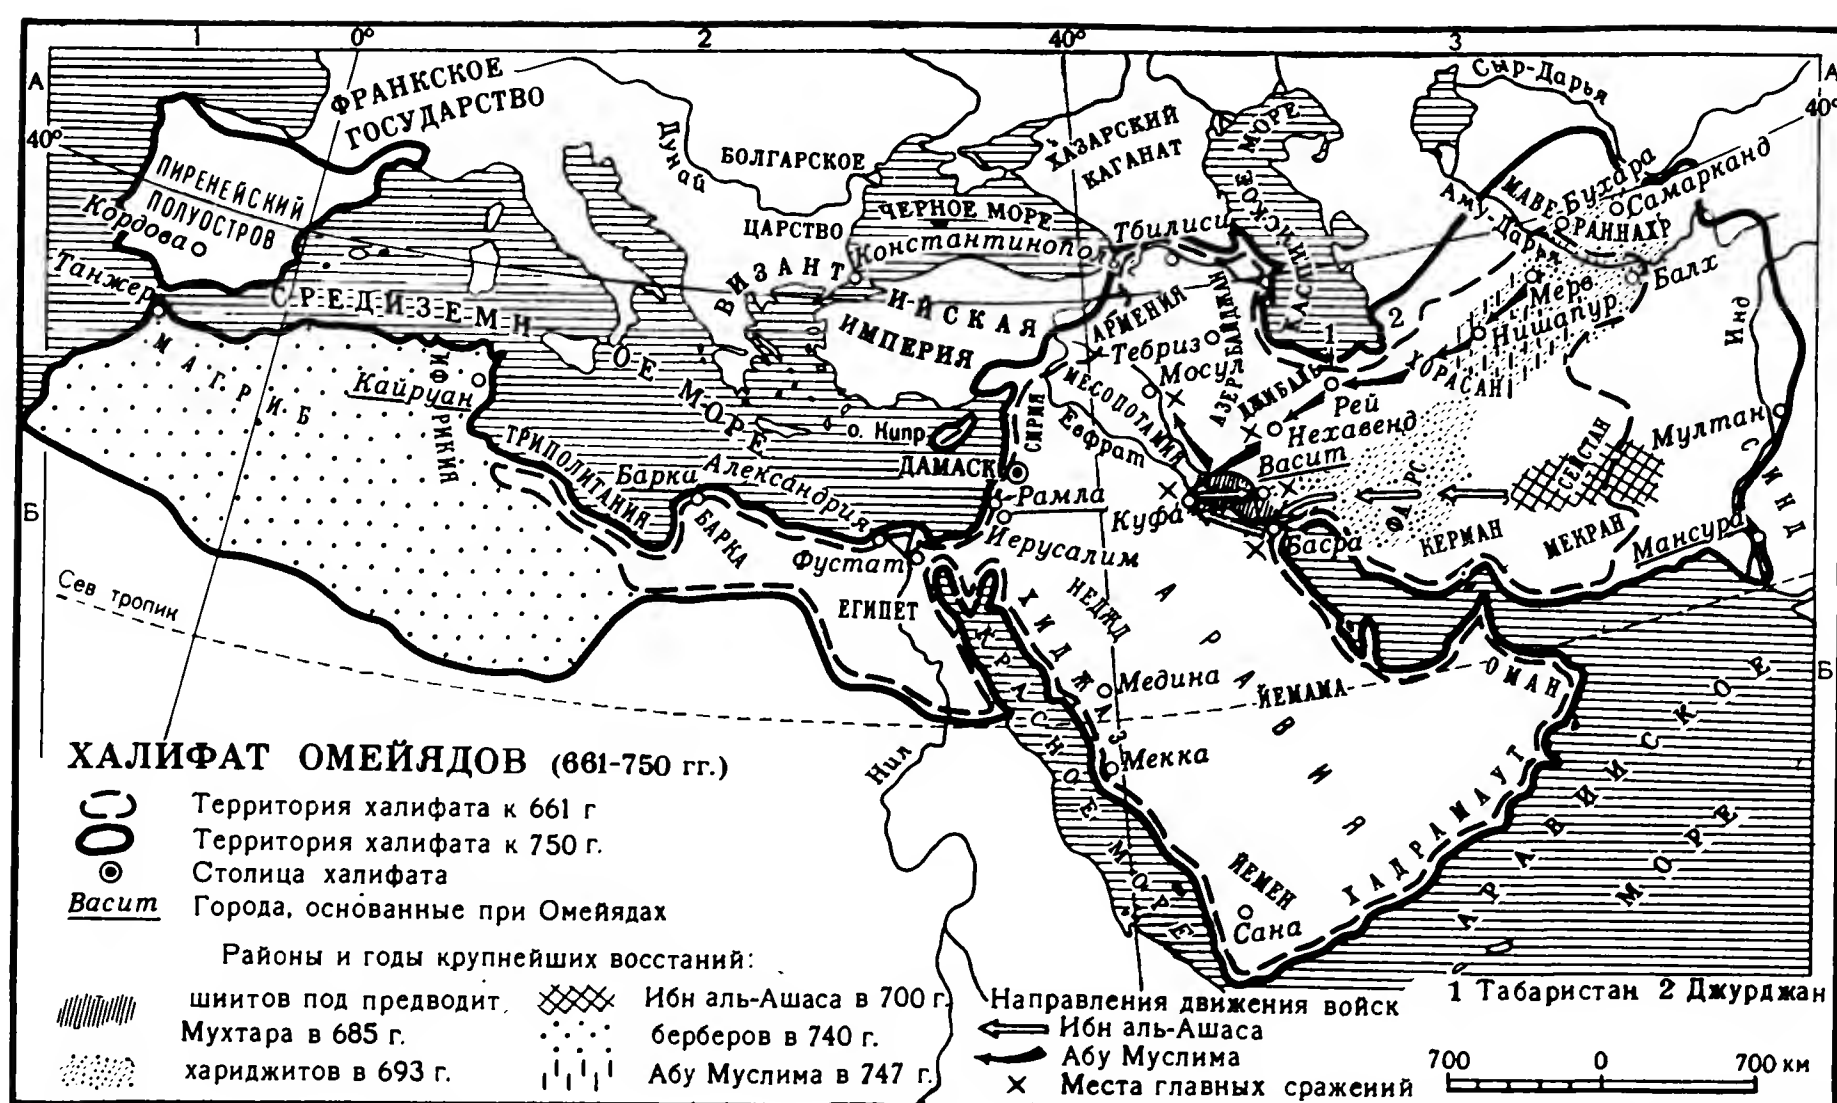 1 0° 2 40° 3
А А
40° 40°
Б Б
ФРАНКСКОЕ
ГОСУДАРСТВО
Дунай
БОЛГАРСКОЕ
ЦАРСТВО
ХАЗАРСКИЙ
КАГАНАТ
КАСПИЙСКОЕ МОРЕ
Сыр-Дарья
Аму-Дарья
МАВЕРАННАХР
Бухара
Самарканд
ПИРЕНЕЙСКИЙ
ПОЛУОСТРОВ
Кордова
Танжер
ЧЕРНОЕ МОРЕ
Константинополь
Тбилиси
ВИЗАНТИЙСКАЯ
ИМПЕРИЯ
СРЕДИЗЕМНОЕ МОРЕ
АРМЕНИЯ
АЗЕРБАЙДЖАН
Тебриз
Мосул
МЕСОПОТАМИЯ
ДЖИБАЛЬ
1 2
Мерв
Балх
Нишапур
ХОРАСАН
Рей
Нехавенд
Васит
Инд
Мултан
СИНД
МАГРИБ
ИФРИКИЯ
Кайруан
ТРИПОЛИТАНИЯ
Барка
БАРКА
Александрия
о. Кипр
СИРИЯ
ДАМАСК
Евфрат
Рамла
Куфа
Иерусалим
Басра
ФАРС
СЕЙСТАН
КЕРМАН
МЕКРАН
Мансура
Фустат
ЕГИПЕТ
Сев тропик
ХИДЖАЗ
НЕДЖД
АРАВИЯ
Медина
ЙЕМАМА
ОМАН
Мекка
Нил
КРАСНОЕ МОРЕ
ЙЕМЕН
Сана
ХАДРАМАУТ
АРАВИЙСКОЕ
МОРЕ
ХАЛИФАТ ОМЕЙЯДОВ (661-750 гг.)
Территория халифата к 661 г
Территория халифата к 750 г.
Столица халифата
Васит Города, основанные при Омейядах
Районы и годы крупнейших восстаний:
шиитов под предводит.
Мухтара в 685 г.
хариджитов в 693 г.
Ибн аль-Ашаса в 700 г.
берберов в 740 г.
Абу Муслима в 747 г.
Направления движения войск
Ибн аль-Ашаса
Абу Муслима
Места главных сражений
1 Табаристан 2 Джурджан
700 0 700 км